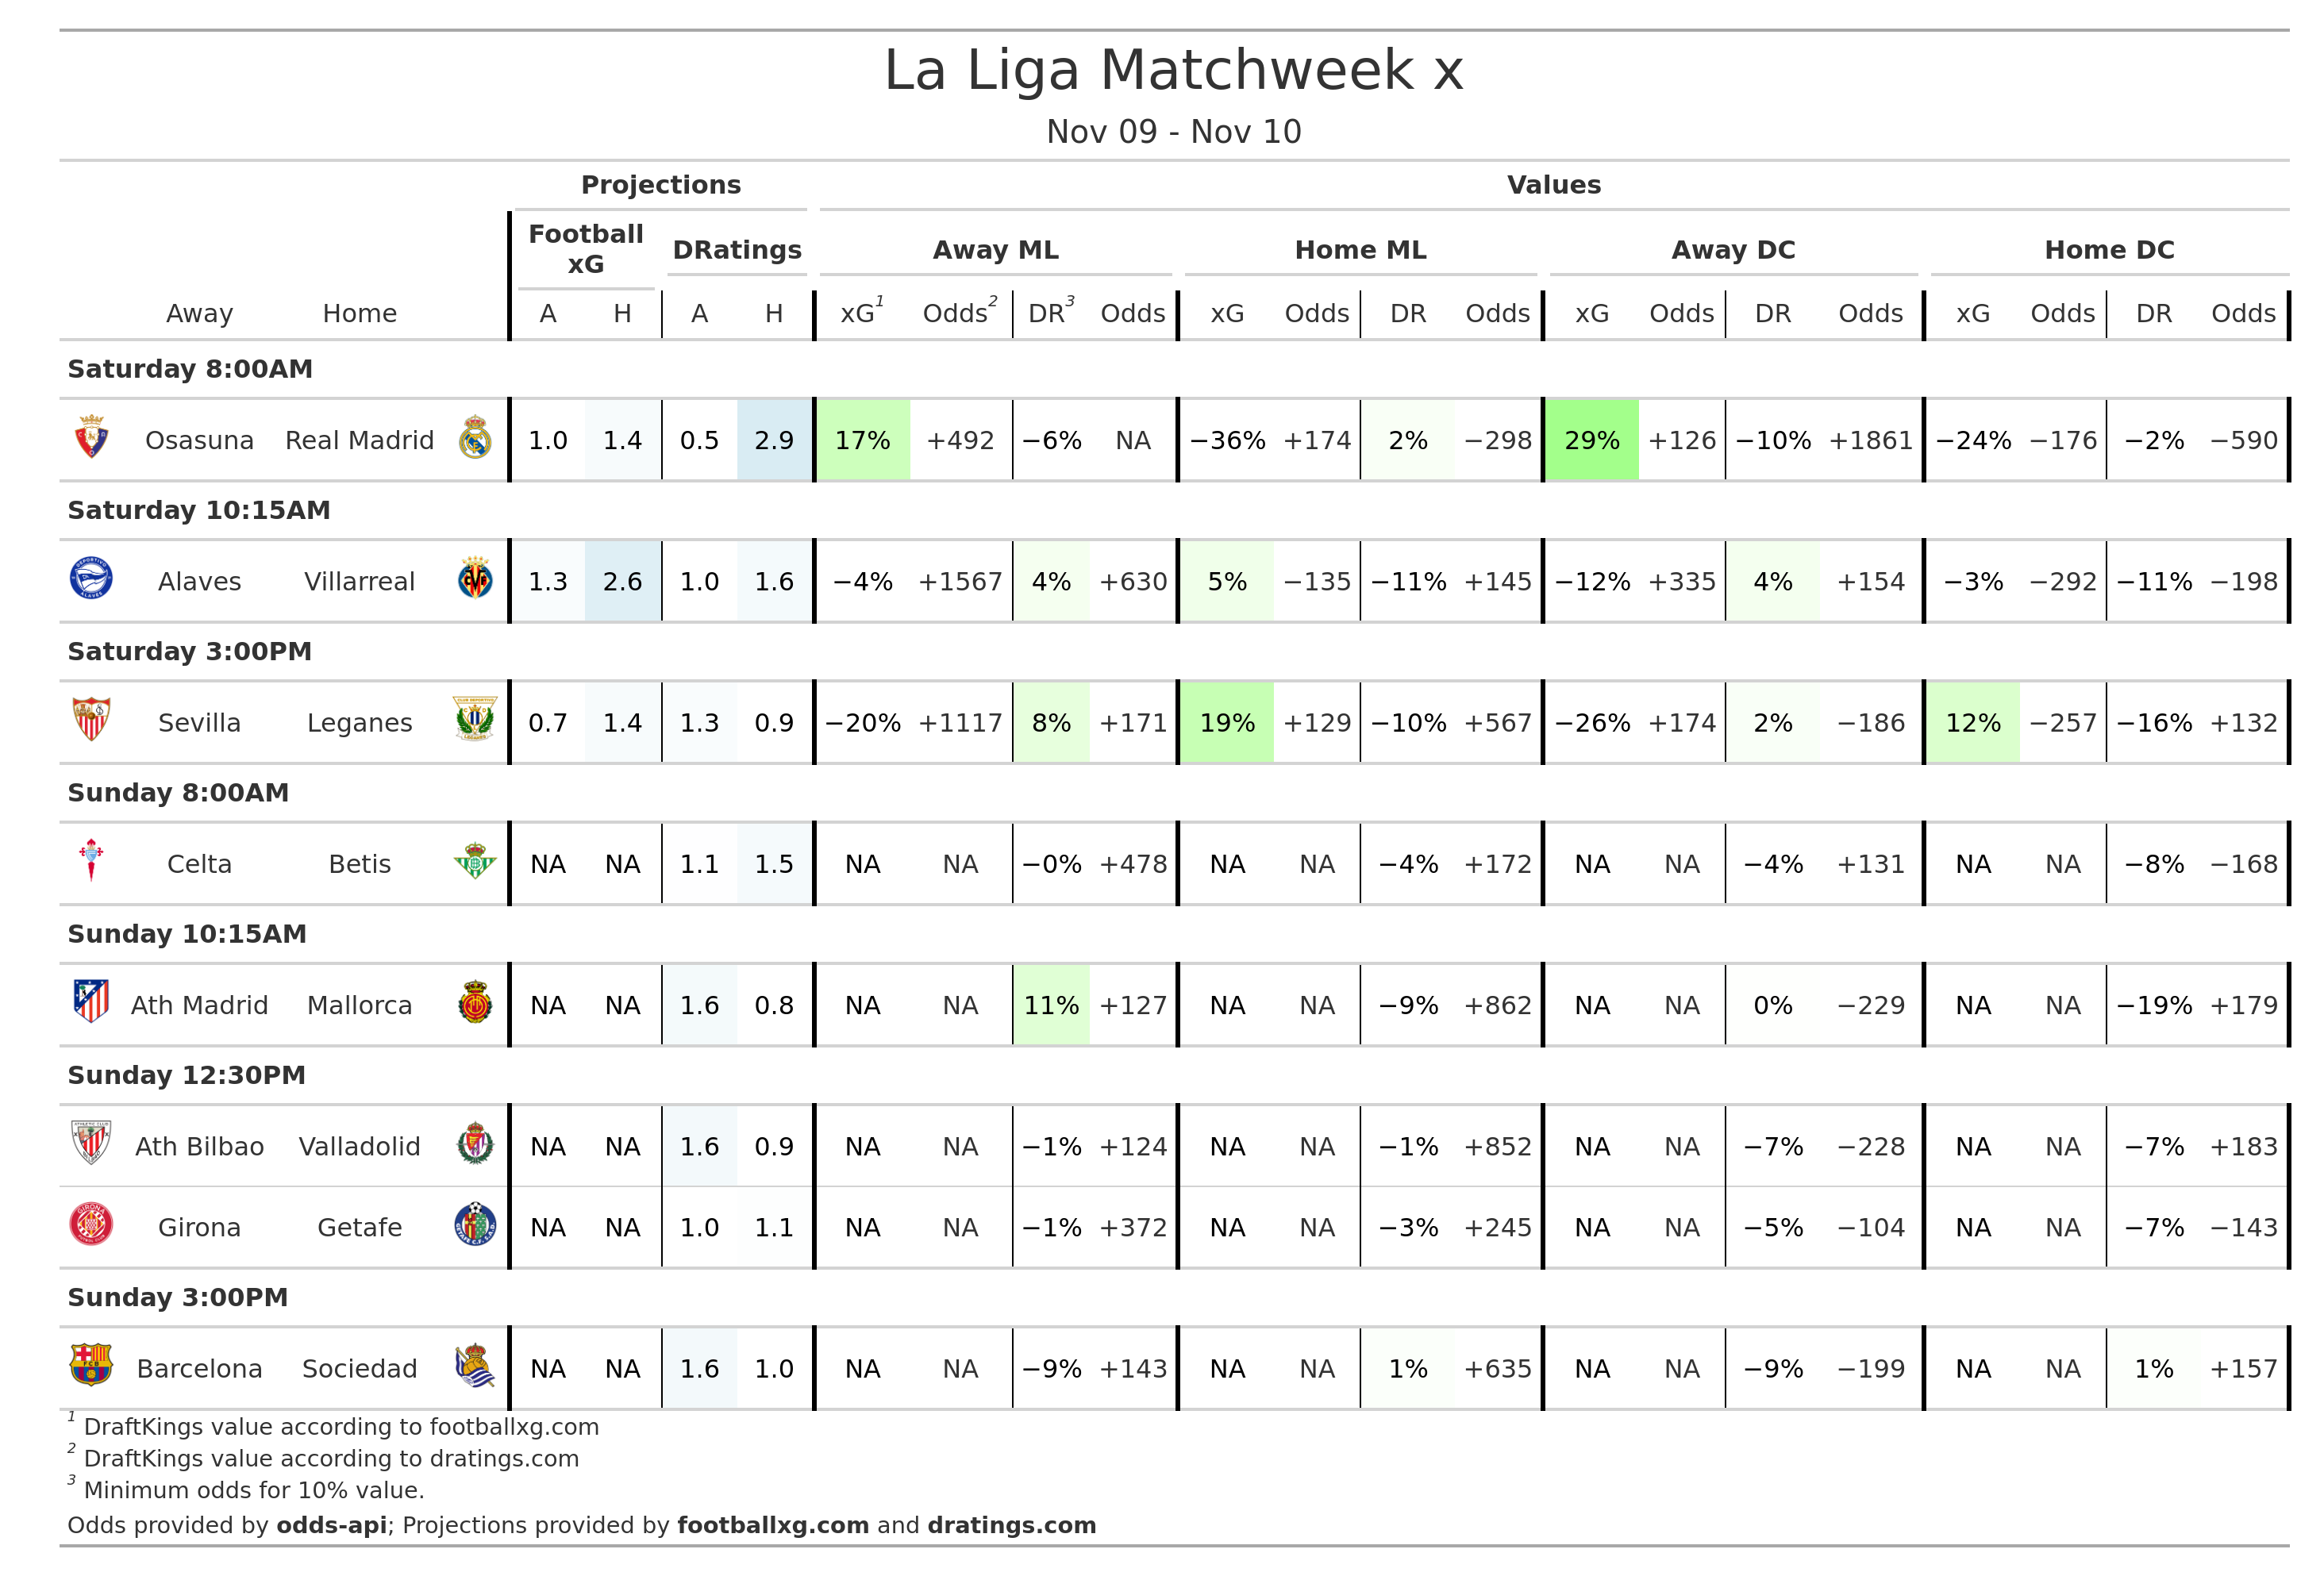 La Liga Matchweek x
Nov 09 - Nov 10
Projections Values
Football xG DRatings Away ML Home ML Away DC Home DC
Away Home A H A H xG1 Odds2 DR3 Odds xG Odds DR Odds xG Odds DR Odds xG Odds DR Odds
Saturday 8:00AM
Osasuna Real Madrid 1.0 1.4 0.5 2.9 17% +492 −6% NA −36% +174 2% −298 29% +126 −10% +1861 −24% −176 −2% −590
Saturday 10:15AM
Alaves Villarreal 1.3 2.6 1.0 1.6 −4% +1567 4% +630 5% −135 −11% +145 −12% +335 4% +154 −3% −292 −11% −198
Saturday 3:00PM
Sevilla Leganes 0.7 1.4 1.3 0.9 −20% +1117 8% +171 19% +129 −10% +567 −26% +174 2% −186 12% −257 −16% +132
Sunday 8:00AM
Celta Betis NA NA 1.1 1.5 NA NA −0% +478 NA NA −4% +172 NA NA −4% +131 NA NA −8% −168
Sunday 10:15AM
Ath Madrid Mallorca NA NA 1.6 0.8 NA NA 11% +127 NA NA −9% +862 NA NA 0% −229 NA NA −19% +179
Sunday 12:30PM
Ath Bilbao Valladolid NA NA 1.6 0.9 NA NA −1% +124 NA NA −1% +852 NA NA −7% −228 NA NA −7% +183
Girona Getafe NA NA 1.0 1.1 NA NA −1% +372 NA NA −3% +245 NA NA −5% −104 NA NA −7% −143
Sunday 3:00PM
Barcelona Sociedad NA NA 1.6 1.0 NA NA −9% +143 NA NA 1% +635 NA NA −9% −199 NA NA 1% +157
1 DraftKings value according to footballxg.com
2 DraftKings value according to dratings.com
3 Minimum odds for 10% value.
Odds provided by odds-api; Projections provided by footballxg.com and dratings.com